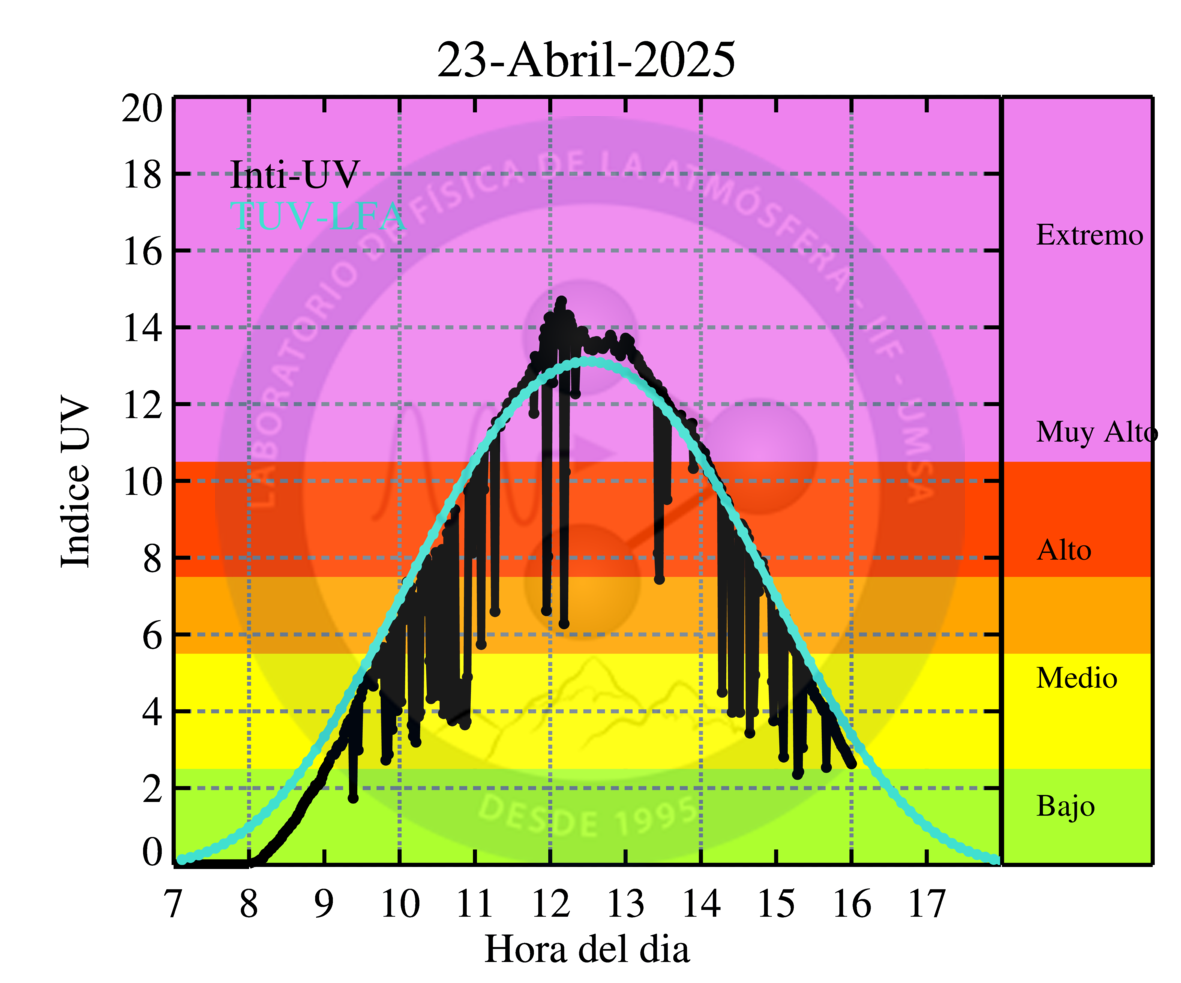 23-Abril-2025
Inti-UV
TUV-LFA
Indice UV
20
18
16
14
12
10
8
6
4
2
0
7 8 9 10 11 12 13 14 15 16 17
Hora del dia
Extremo
Muy Alto
Alto
Medio
Bajo
LABORATORIO DE FÍSICA DE LA ATMÓSFERA - IIF - UMSA
DESDE 1995